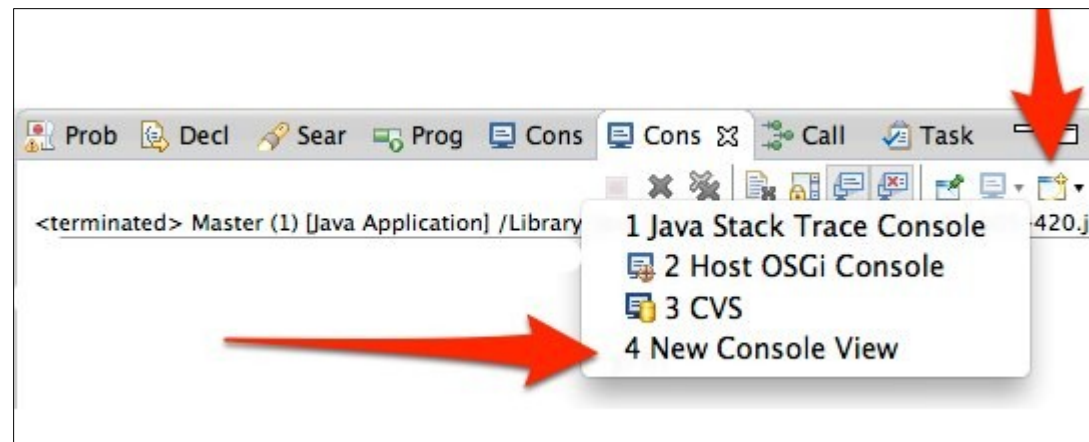 Prob Decl Sear Prog Cons Cons Call Task
<terminated> Master (1) [Java Application] /Library
-420.j
1 Java Stack Trace Console
2 Host OSGi Console
3 CVS
4 New Console View